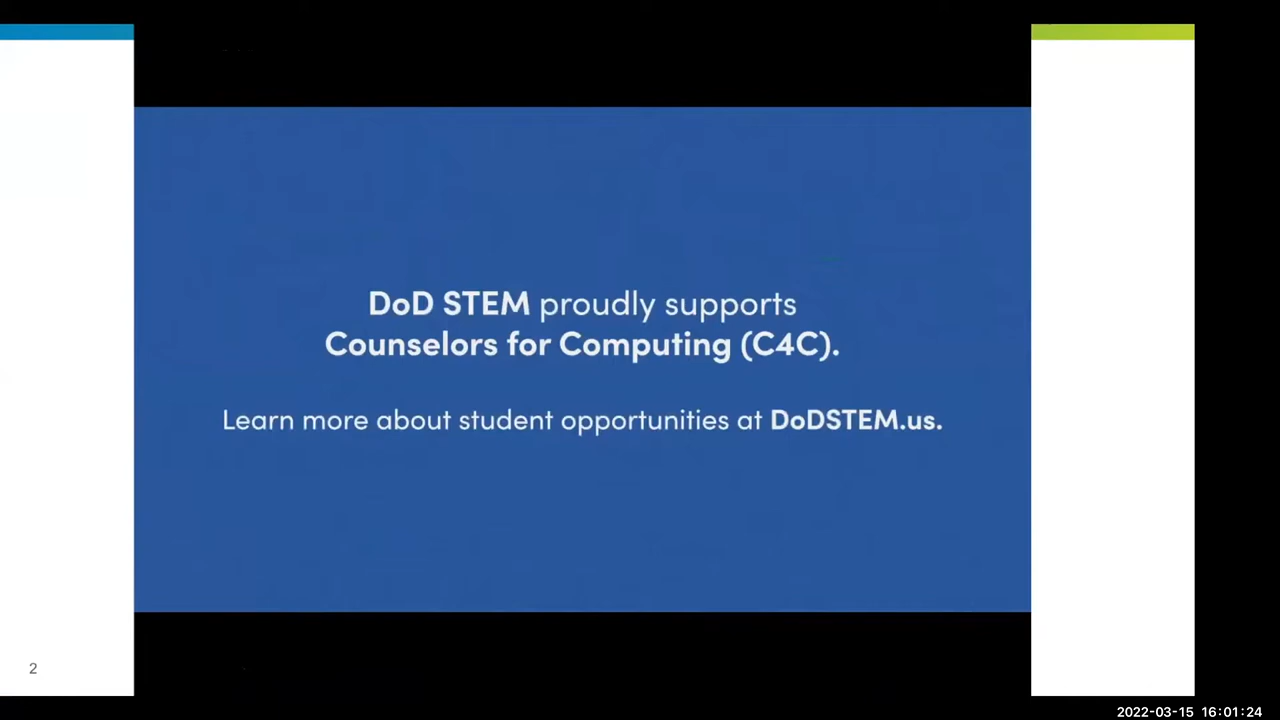 DoD STEM proudly supports
Counselors for Computing (C4C).
Learn more about student opportunities at DoDSTEM.us.
2
2022-03-15 16:01:24